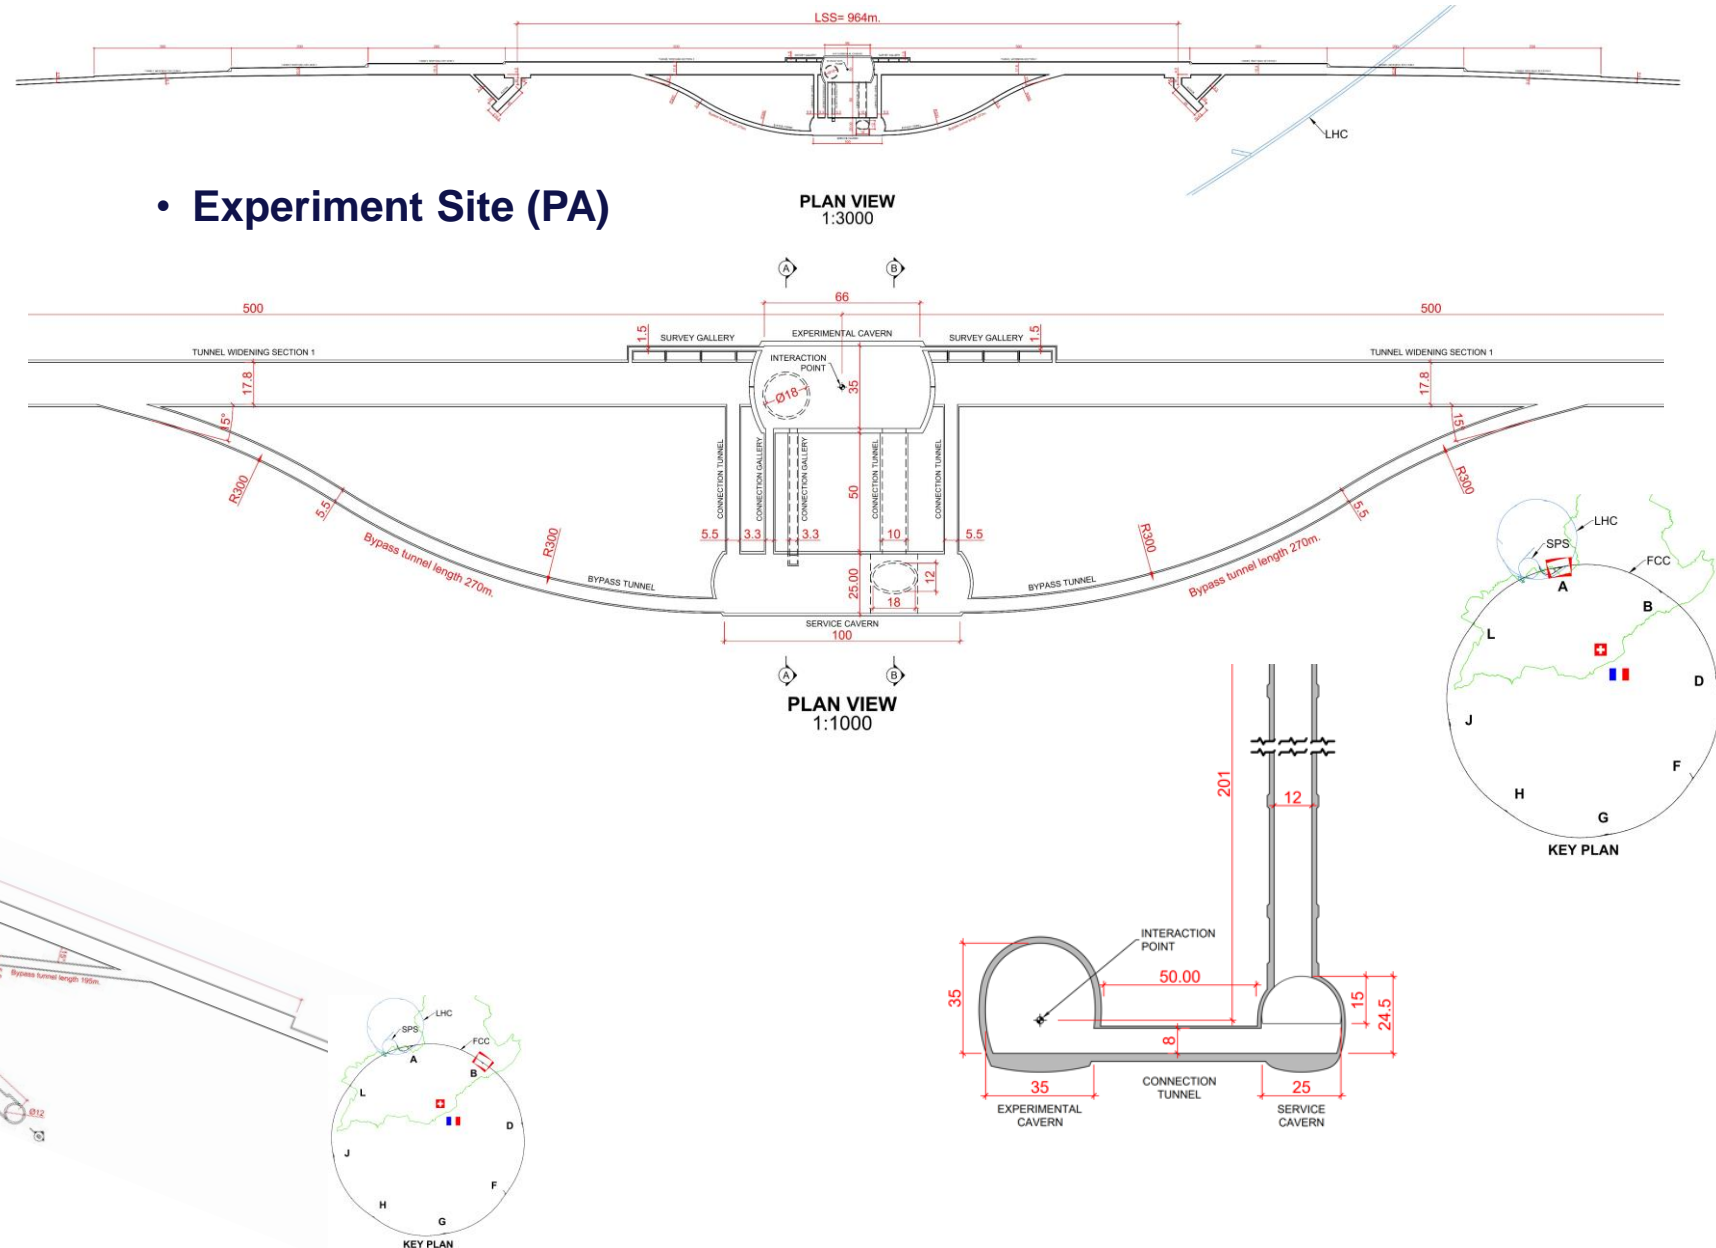 LSS= 964m.
LHC
• Experiment Site (PA)
PLAN VIEW
1:3000
A
B
66
500
500
1.5
SURVEY GALLERY
EXPERIMENTAL CAVERN
SURVEY GALLERY
1.5
TUNNEL WIDENING SECTION 1
INTERACTION
POINT
TUNNEL WIDENING SECTION 1
17.8
Ø18
35
17.8
15°
15°
CONNECTION TUNNEL
CONNECTION GALLERY
CONNECTION GALLERY
CONNECTION TUNNEL
CONNECTION TUNNEL
R300
5.5
50
5.5
R300
5.5
3.3
3.3
10
5.5
Bypass tunnel length 270m.
R300
BYPASS TUNNEL
25.00
12
18
BYPASS TUNNEL
R300
Bypass tunnel length 270m.
SERVICE CAVERN
100
A
B
PLAN VIEW
1:1000
LHC
SPS
FCC
A
B
L
D
J
F
H
G
KEY PLAN
201
12
INTERACTION
POINT
50.00
35
15
24.5
8
35
CONNECTION
TUNNEL
25
EXPERIMENTAL
CAVERN
SERVICE
CAVERN
15°
Bypass tunnel length 195m.
Ø12
LHC
SPS
FCC
A
B
L
D
J
F
H
G
KEY PLAN